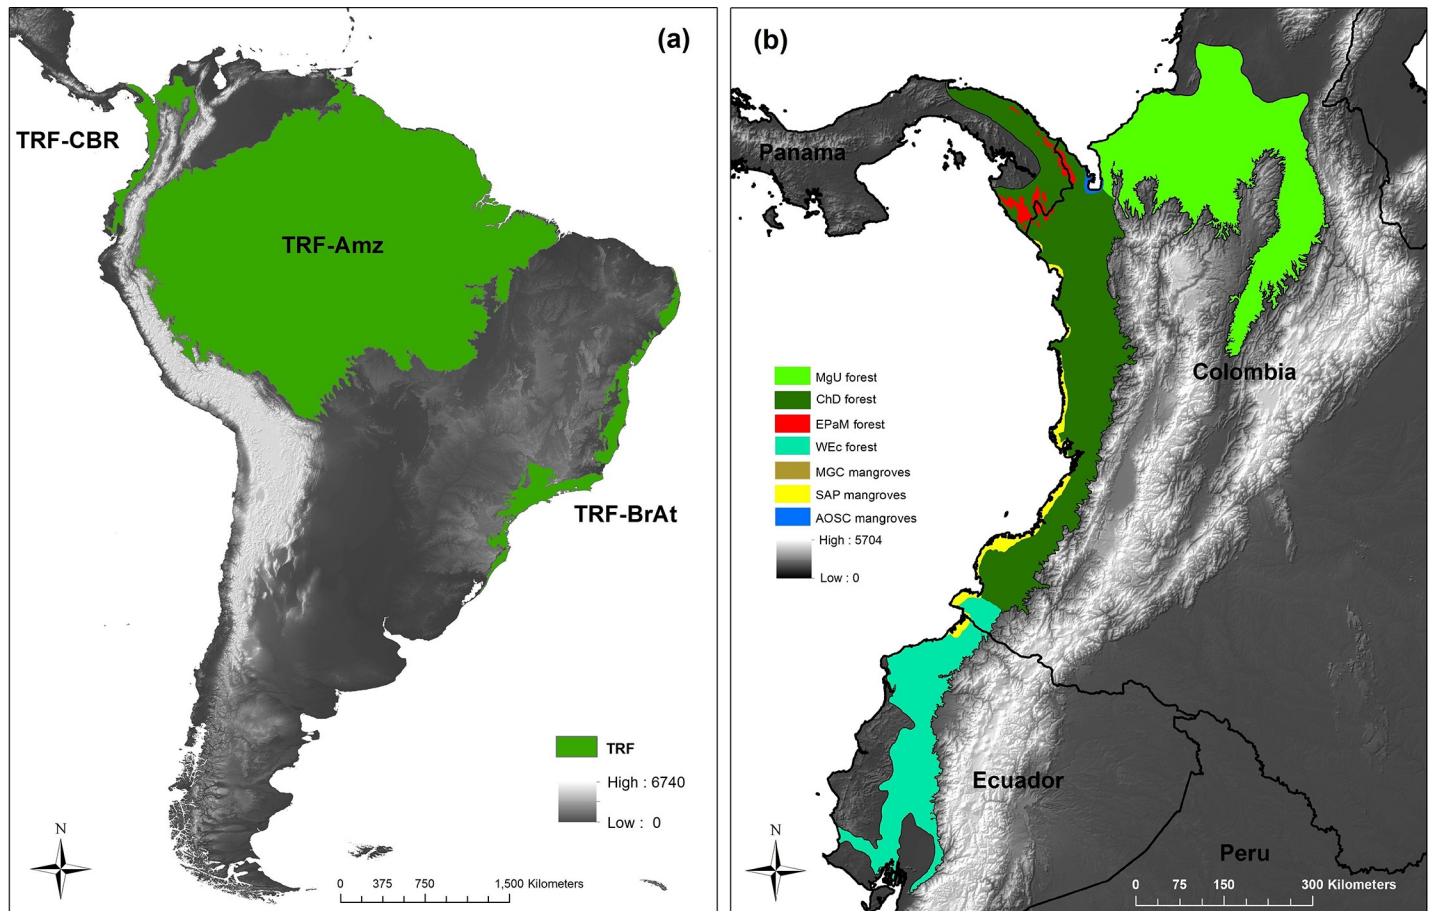 (a)
TRF-CBR
TRF-Amz
TRF-BrAt
TRF
High : 6740
Low : 0
N
0 375 750 1,500 Kilometers
(b)
Panama
Colombia
MgU forest
ChD forest
EPaM forest
WEc forest
MGC mangroves
SAP mangroves
AOSC mangroves
High : 5704
Low : 0
Ecuador
Peru
N
0 75 150 300 Kilometers